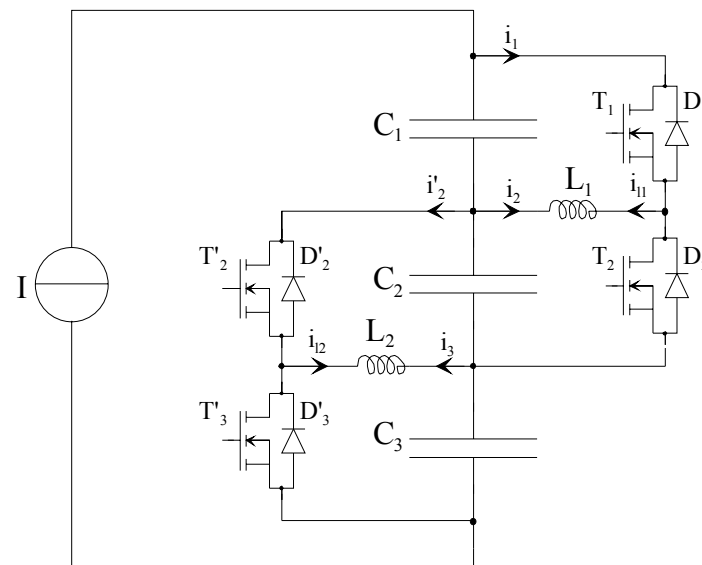 i₁
T₁
D
C₁
i'₂
i₂
L₁
iₗ₁
T'₂
D'₂
C₂
T₂
D
I
iₗ₂
L₂
i₃
T'₃
D'₃
C₃